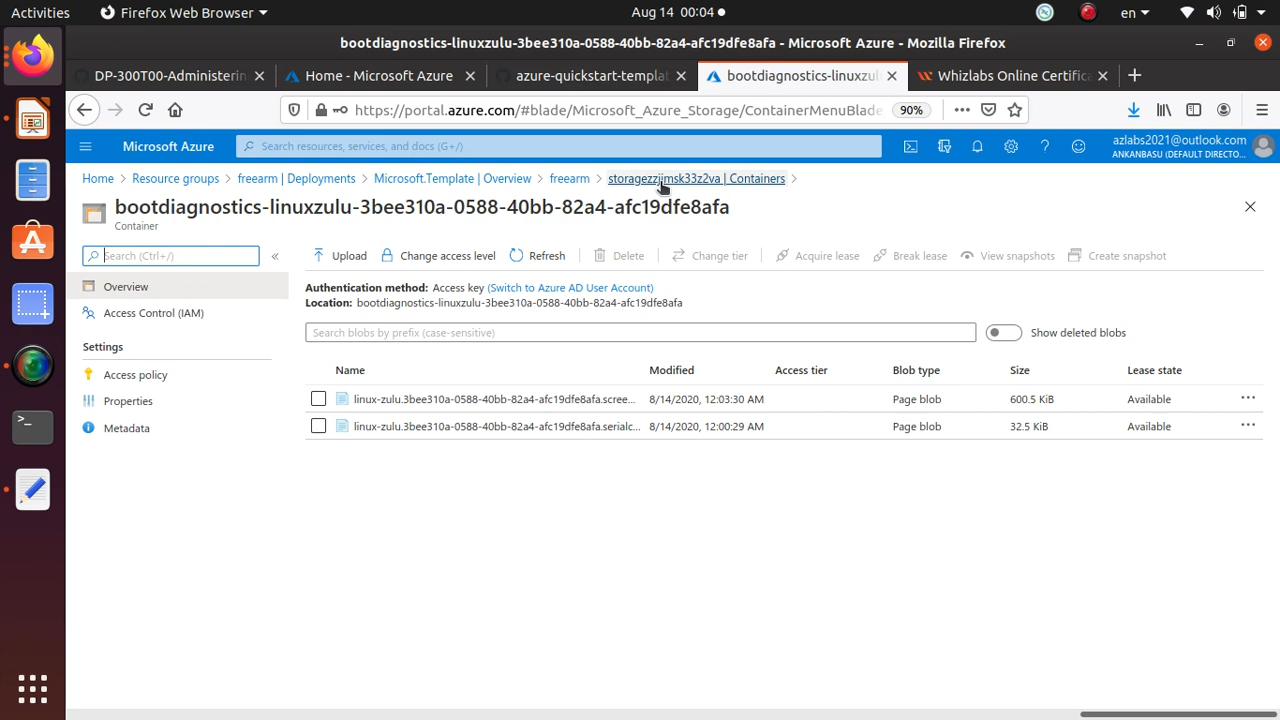 Activities Firefox Web Browser Aug 14 00:04 en
bootdiagnostics-linuxzulu-3bee310a-0588-40bb-82a4-afc19dfe8afa - Microsoft Azure - Mozilla Firefox
DP-300T00-Administerin Home - Microsoft Azure azure-quickstart-templat bootdiagnostics-linuxzul Whizlabs Online Certifica
https://portal.azure.com/#blade/Microsoft_Azure_Storage/ContainerMenuBlade 90%
Microsoft Azure Search resources, services, and docs (G+/) azlabs2021@outlook.com
ANKANBASU (DEFAULT DIRECTO...
Home > Resource groups > freearm | Deployments > Microsoft.Template | Overview > freearm > storagezzjjmsk33z2va | Containers >
bootdiagnostics-linuxzulu-3bee310a-0588-40bb-82a4-afc19dfe8afa
Container
Search (Ctrl+/) « Upload Change access level Refresh Delete Change tier Acquire lease Break lease View snapshots Create snapshot
Overview
Access Control (IAM)
Settings
Access policy
Properties
Metadata
Authentication method: Access key (Switch to Azure AD User Account)
Location: bootdiagnostics-linuxzulu-3bee310a-0588-40bb-82a4-afc19dfe8afa
Search blobs by prefix (case-sensitive) Show deleted blobs
Name Modified Access tier Blob type Size Lease state
linux-zulu.3bee310a-0588-40bb-82a4-afc19dfe8afa.scree... 8/14/2020, 12:03:30 AM Page blob 600.5 KiB Available
linux-zulu.3bee310a-0588-40bb-82a4-afc19dfe8afa.serialc... 8/14/2020, 12:00:29 AM Page blob 32.5 KiB Available